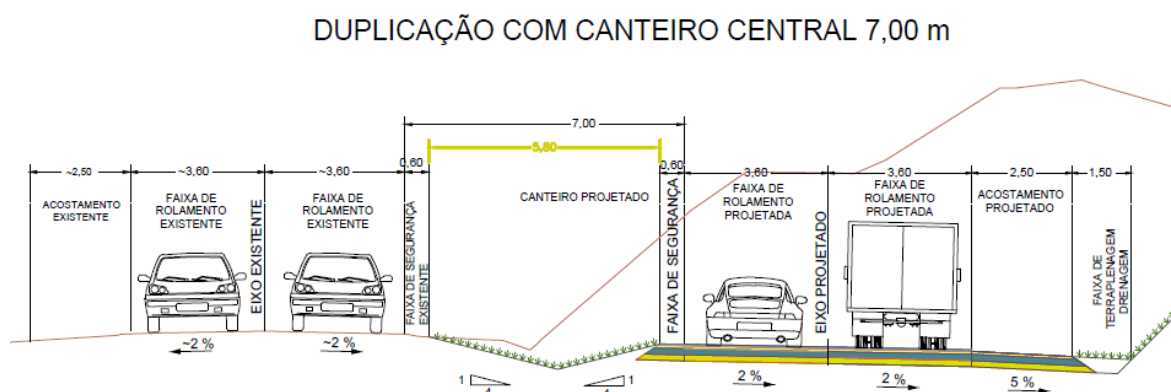 DUPLICAÇÃO COM CANTEIRO CENTRAL 7,00 m
7,00
5,80
~2,50
~3,60
~3,60
0,60
0,60
3,60
3,60
2,50
1,50
ACOSTAMENTO
EXISTENTE
FAIXA DE
ROLAMENTO
EXISTENTE
EIXO EXISTENTE
FAIXA DE
ROLAMENTO
EXISTENTE
FAIXA DE SEGURANÇA
EXISTENTE
CANTEIRO PROJETADO
FAIXA DE SEGURANÇA
FAIXA DE
ROLAMENTO
PROJETADA
EIXO PROJETADO
FAIXA DE
ROLAMENTO
PROJETADA
ACOSTAMENTO
PROJETADO
FAIXA DE
TERRAPLENAGEM
DRENAGEM
~2 %
~2 %
1
4
1
4
2 %
2 %
5 %